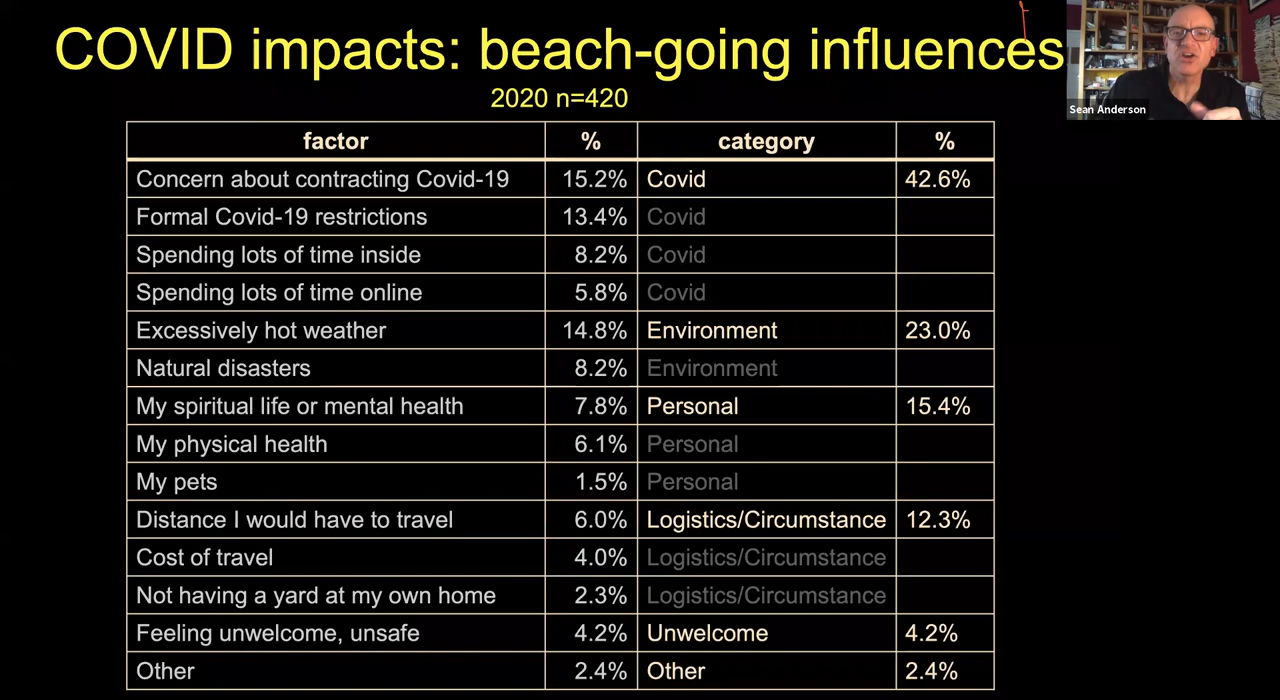 COVID impacts: beach-going influences
Sean Anderson
2020 n=420
factor % category %
Concern about contracting Covid-19 15.2% Covid 42.6%
Formal Covid-19 restrictions 13.4% Covid
Spending lots of time inside 8.2% Covid
Spending lots of time online 5.8% Covid
Excessively hot weather 14.8% Environment 23.0%
Natural disasters 8.2% Environment
My spiritual life or mental health 7.8% Personal 15.4%
My physical health 6.1% Personal
My pets 1.5% Personal
Distance I would have to travel 6.0% Logistics/Circumstance 12.3%
Cost of travel 4.0% Logistics/Circumstance
Not having a yard at my own home 2.3% Logistics/Circumstance
Feeling unwelcome, unsafe 4.2% Unwelcome 4.2%
Other 2.4% Other 2.4%